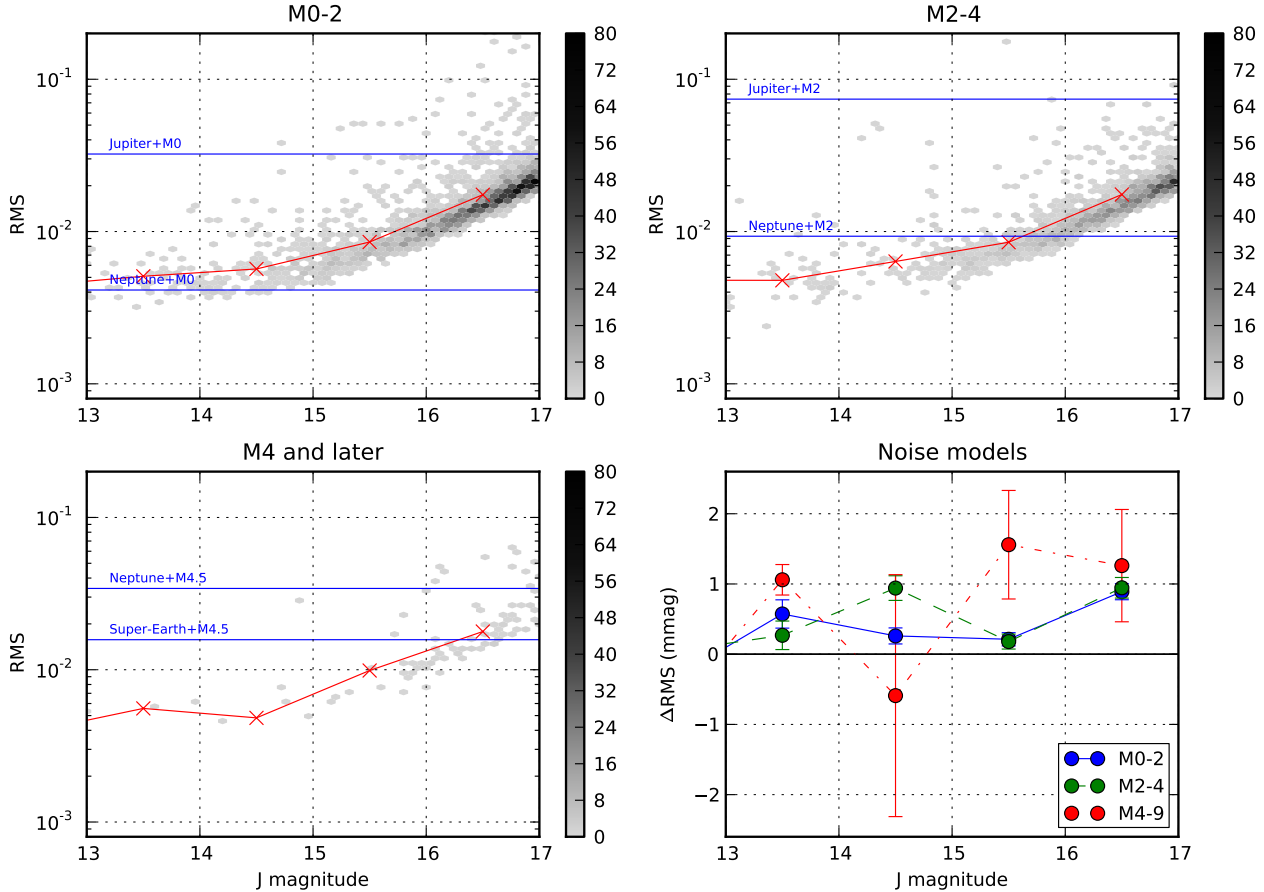 M0-2
M2-4
10⁻¹
10⁻²
10⁻³
RMS
Jupiter+M0
Neptune+M0
13 14 15 16 17
80
72
64
56
48
40
32
24
16
8
0
10⁻¹
10⁻²
10⁻³
RMS
Jupiter+M2
Neptune+M2
13 14 15 16 17
80
72
64
56
48
40
32
24
16
8
0
M4 and later
10⁻¹
10⁻²
10⁻³
RMS
Neptune+M4.5
Super-Earth+M4.5
13 14 15 16 17
J magnitude
80
72
64
56
48
40
32
24
16
8
0
Noise models
2
1
0
−1
−2
ΔRMS (mmag)
M0-2
M2-4
M4-9
13 14 15 16 17
J magnitude